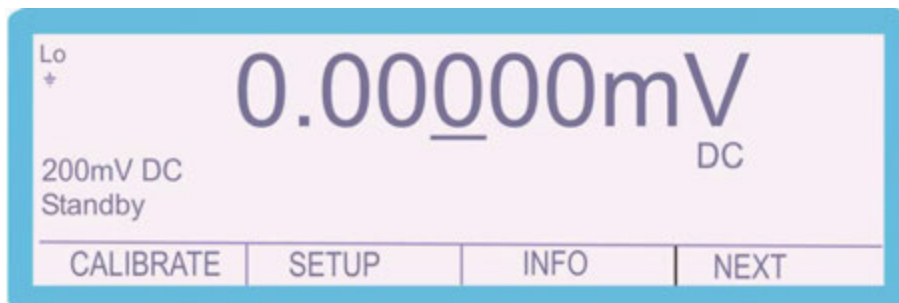 Lo
0.00000mV
DC
200mV DC
Standby
CALIBRATE SETUP INFO NEXT